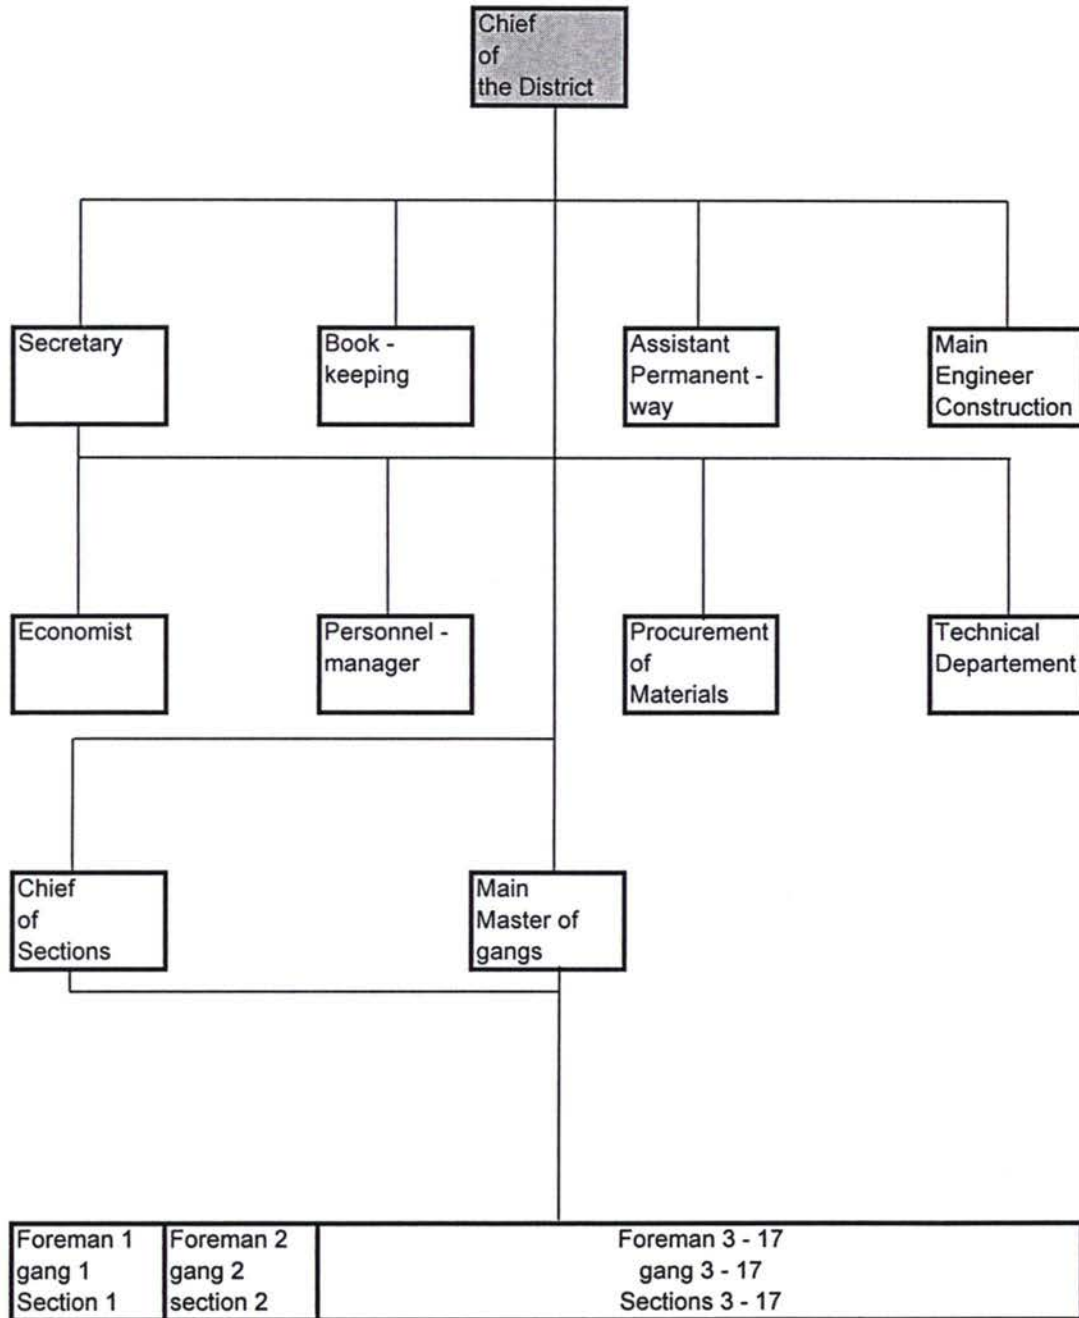 Chief
of
the District
Secretary
Book -
keeping
Assistant
Permanent -
way
Main
Engineer
Construction
Economist
Personnel -
manager
Procurement
of
Materials
Technical
Departement
Chief
of
Sections
Main
Master of
gangs
Foreman 1
gang 1
Section 1
Foreman 2
gang 2
section 2
Foreman 3 - 17
gang 3 - 17
Sections 3 - 17